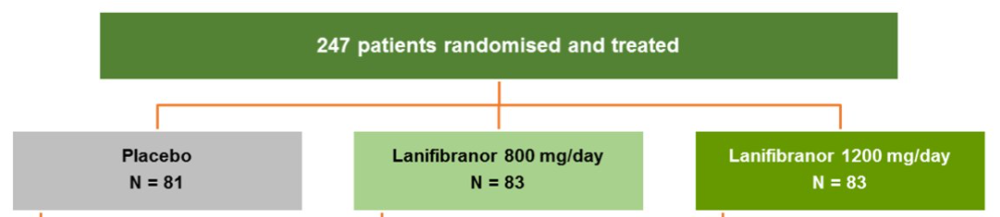 247 patients randomised and treated
Placebo
N = 81
Lanifibranor 800 mg/day
N = 83
Lanifibranor 1200 mg/day
N = 83